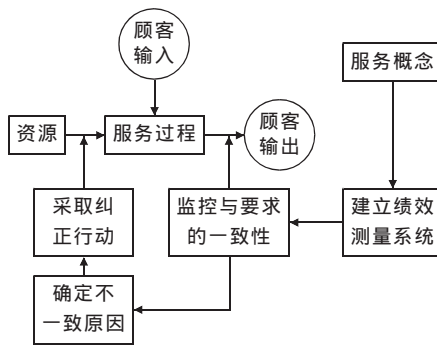 顾客
输入
服务概念
资源
服务过程
顾客
输出
采取纠
正行动
监控与要求
的一致性
建立绩效
测量系统
确定不
一致原因